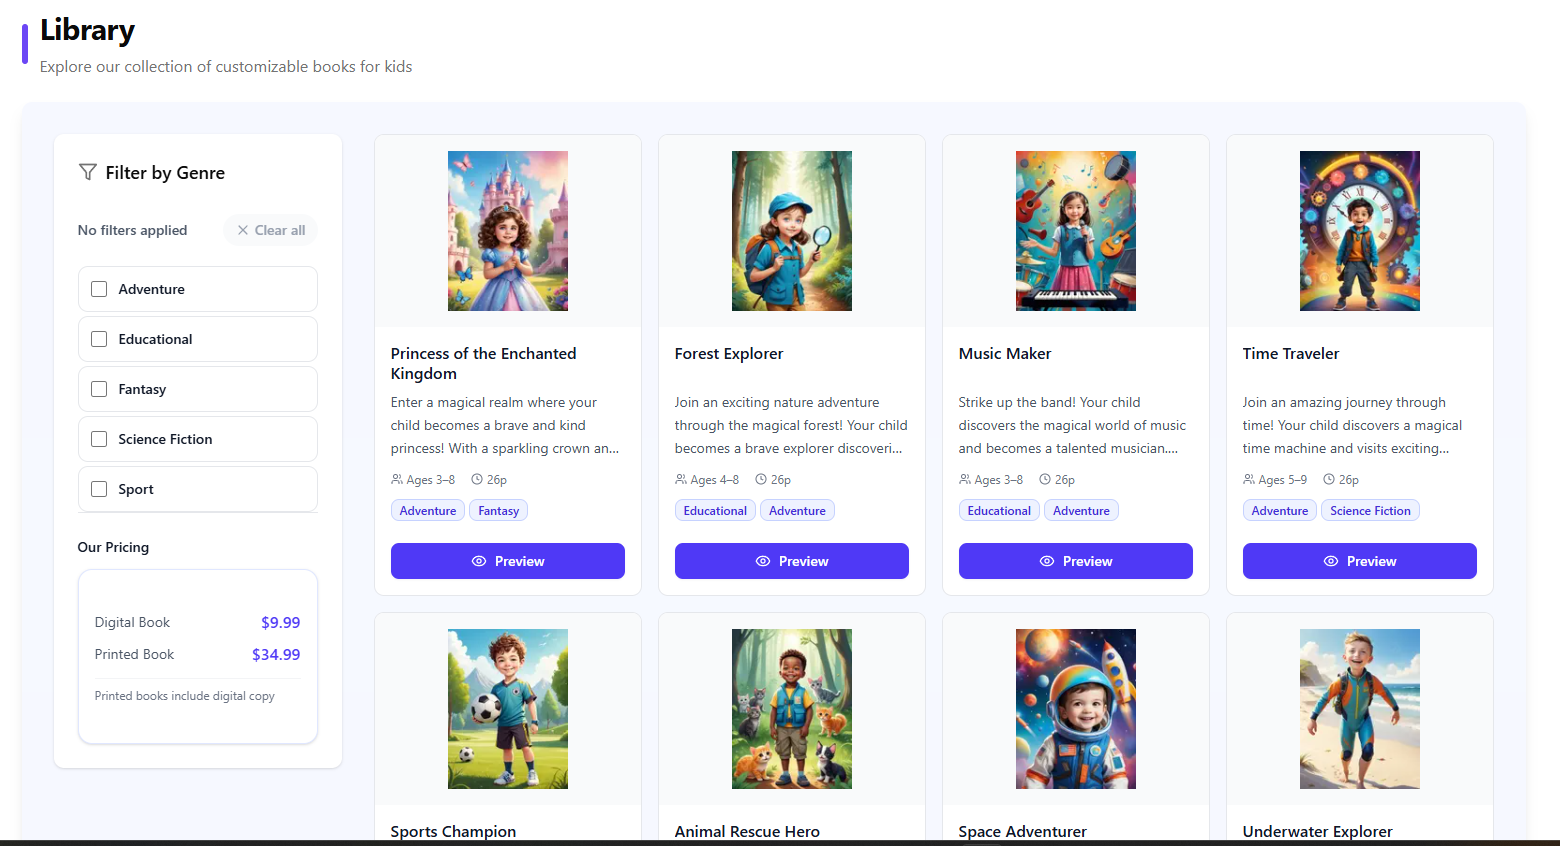 Library
Explore our collection of customizable books for kids
Filter by Genre
No filters applied
Clear all
Adventure
Educational
Fantasy
Science Fiction
Sport
Our Pricing
Digital Book $9.99
Printed Book $34.99
Printed books include digital copy
Princess of the Enchanted
Kingdom
Enter a magical realm where your
child becomes a brave and kind
princess! With a sparkling crown an...
Ages 3–8 26p
Adventure Fantasy
Preview
Forest Explorer
Join an exciting nature adventure
through the magical forest! Your child
becomes a brave explorer discoveri...
Ages 4–8 26p
Educational Adventure
Preview
Music Maker
Strike up the band! Your child
discovers the magical world of music
and becomes a talented musician....
Ages 3–8 26p
Educational Adventure
Preview
Time Traveler
Join an amazing journey through
time! Your child discovers a magical
time machine and visits exciting...
Ages 5–9 26p
Adventure Science Fiction
Preview
Sports Champion
Animal Rescue Hero
Space Adventurer
Underwater Explorer